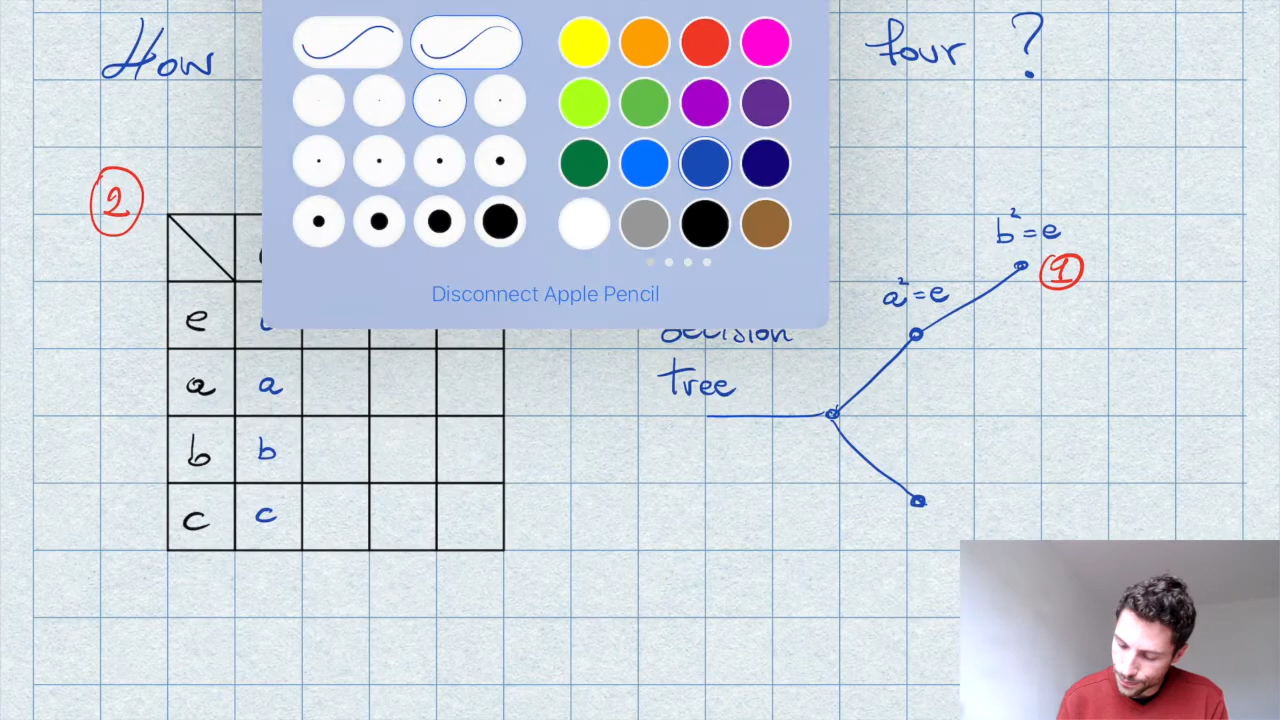 How four ?
Disconnect Apple Pencil
2
e
a a
b b
c c
decision
tree
a²=e
b²=e
1